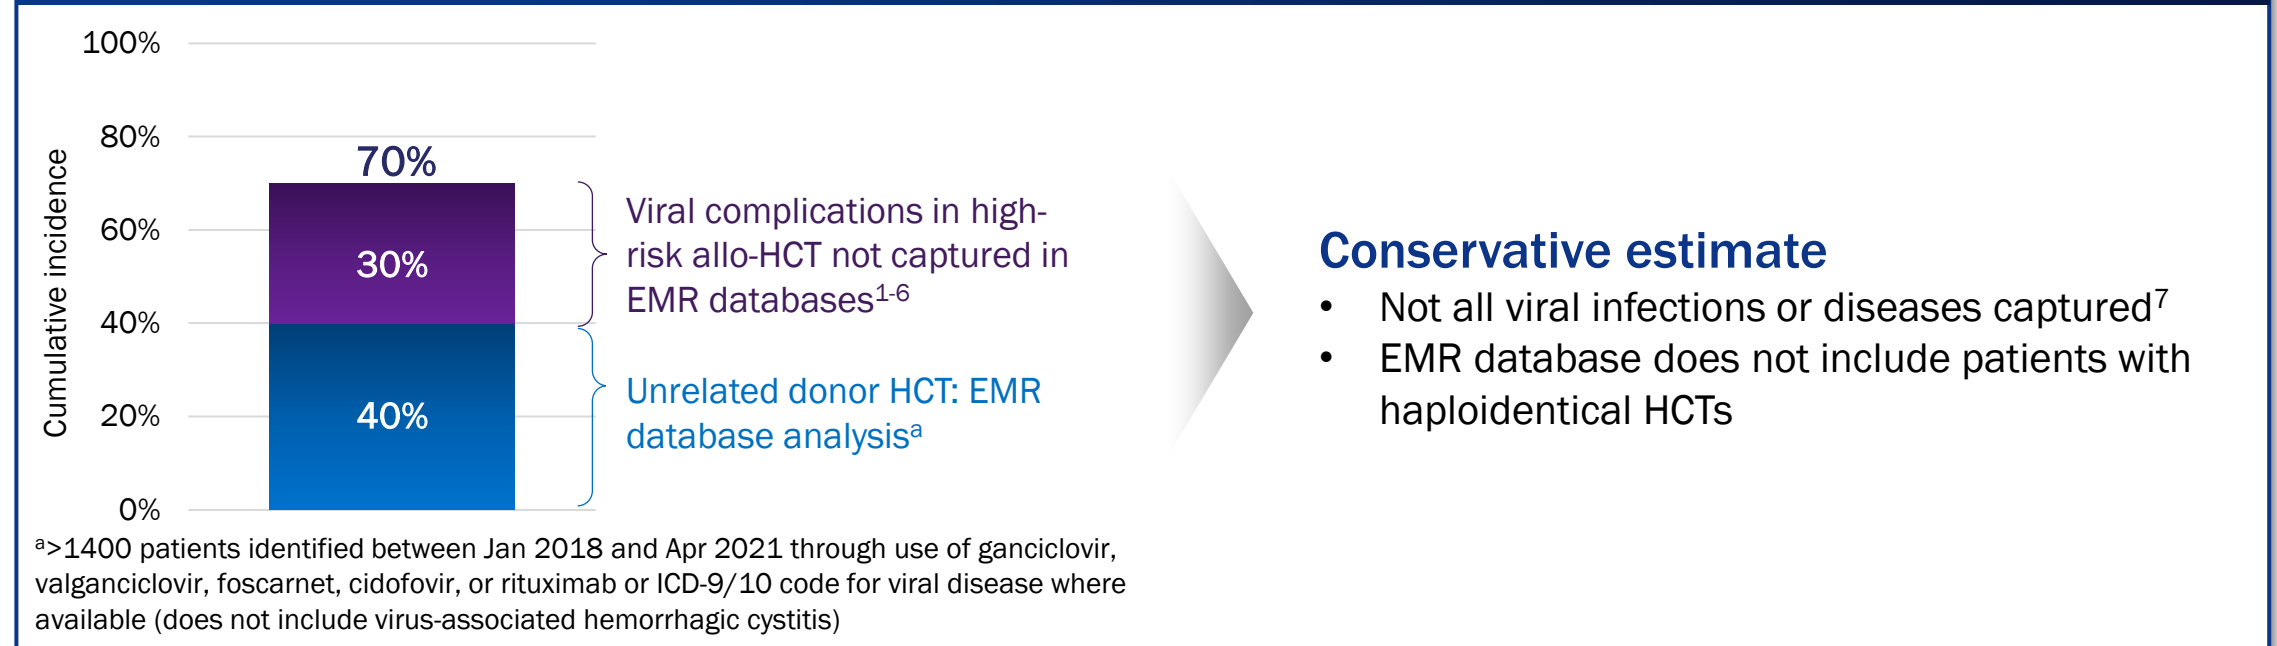 100%
80%
60%
40%
20%
0%
Cumulative incidence
70%
30%
40%
Viral complications in high-
risk allo-HCT not captured in
EMR databases1-6
Unrelated donor HCT: EMR
database analysisa
Conservative estimate
• Not all viral infections or diseases captured7
• EMR database does not include patients with
haploidentical HCTs
a>1400 patients identified between Jan 2018 and Apr 2021 through use of ganciclovir,
valganciclovir, foscarnet, cidofovir, or rituximab or ICD-9/10 code for viral disease where
available (does not include virus-associated hemorrhagic cystitis)